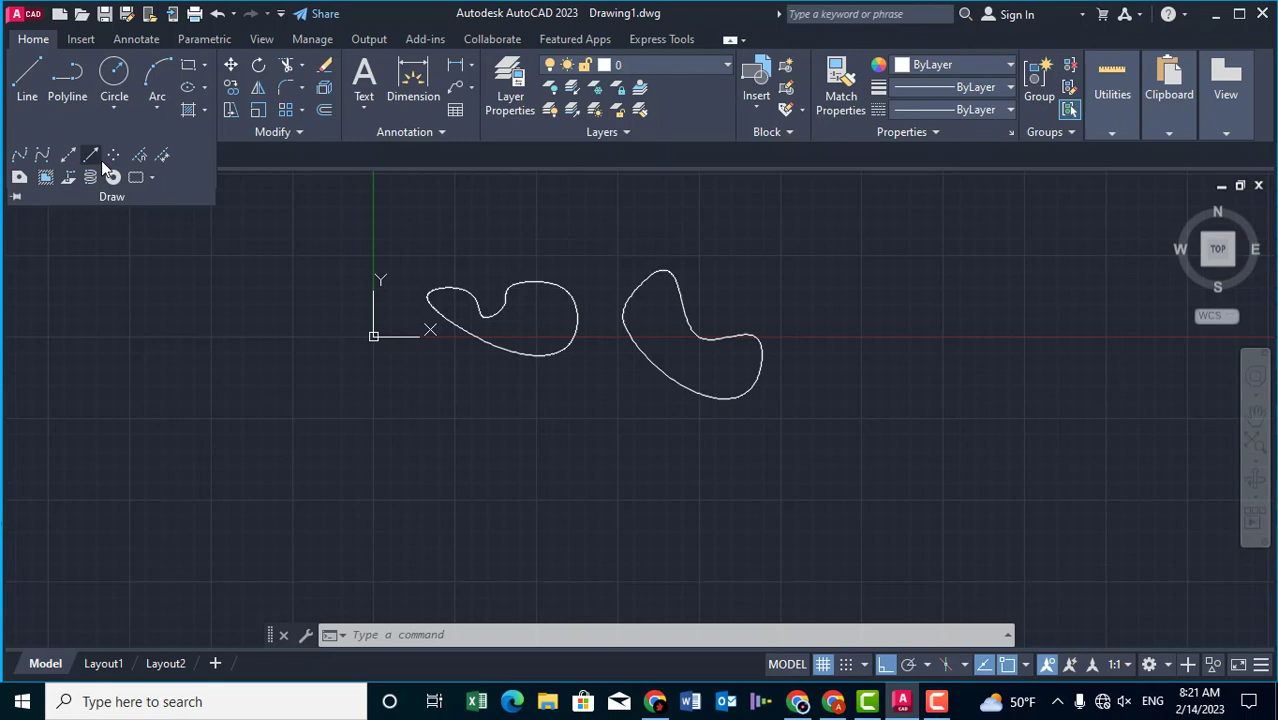 CAD
Share
Autodesk AutoCAD 2023 Drawing1.dwg
Type a keyword or phrase
Sign In
Home
Insert
Annotate
Parametric
View
Manage
Output
Add-ins
Collaborate
Featured Apps
Express Tools
Line
Polyline
Circle
Arc
Modify
Text
Dimension
Annotation
Layer
Properties
0
Layers
Insert
Block
Match
Properties
ByLayer
ByLayer
ByLayer
Properties
Group
Groups
Utilities
Clipboard
View
Draw
N
W
TOP
E
S
WCS
Y
X
Type a command
Model
Layout1
Layout2
MODEL
1:1
Type here to search
50°F
ENG
8:21 AM
2/14/2023